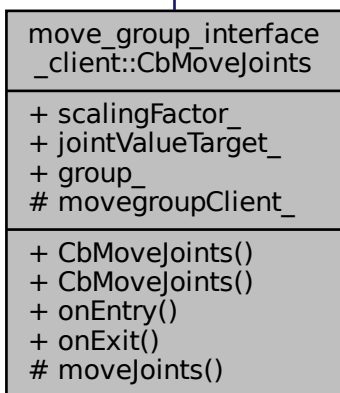 move_group_interface
_client::CbMoveJoints
+ scalingFactor_
+ jointValueTarget_
+ group_
# movegroupClient_
+ CbMoveJoints()
+ CbMoveJoints()
+ onEntry()
+ onExit()
# moveJoints()